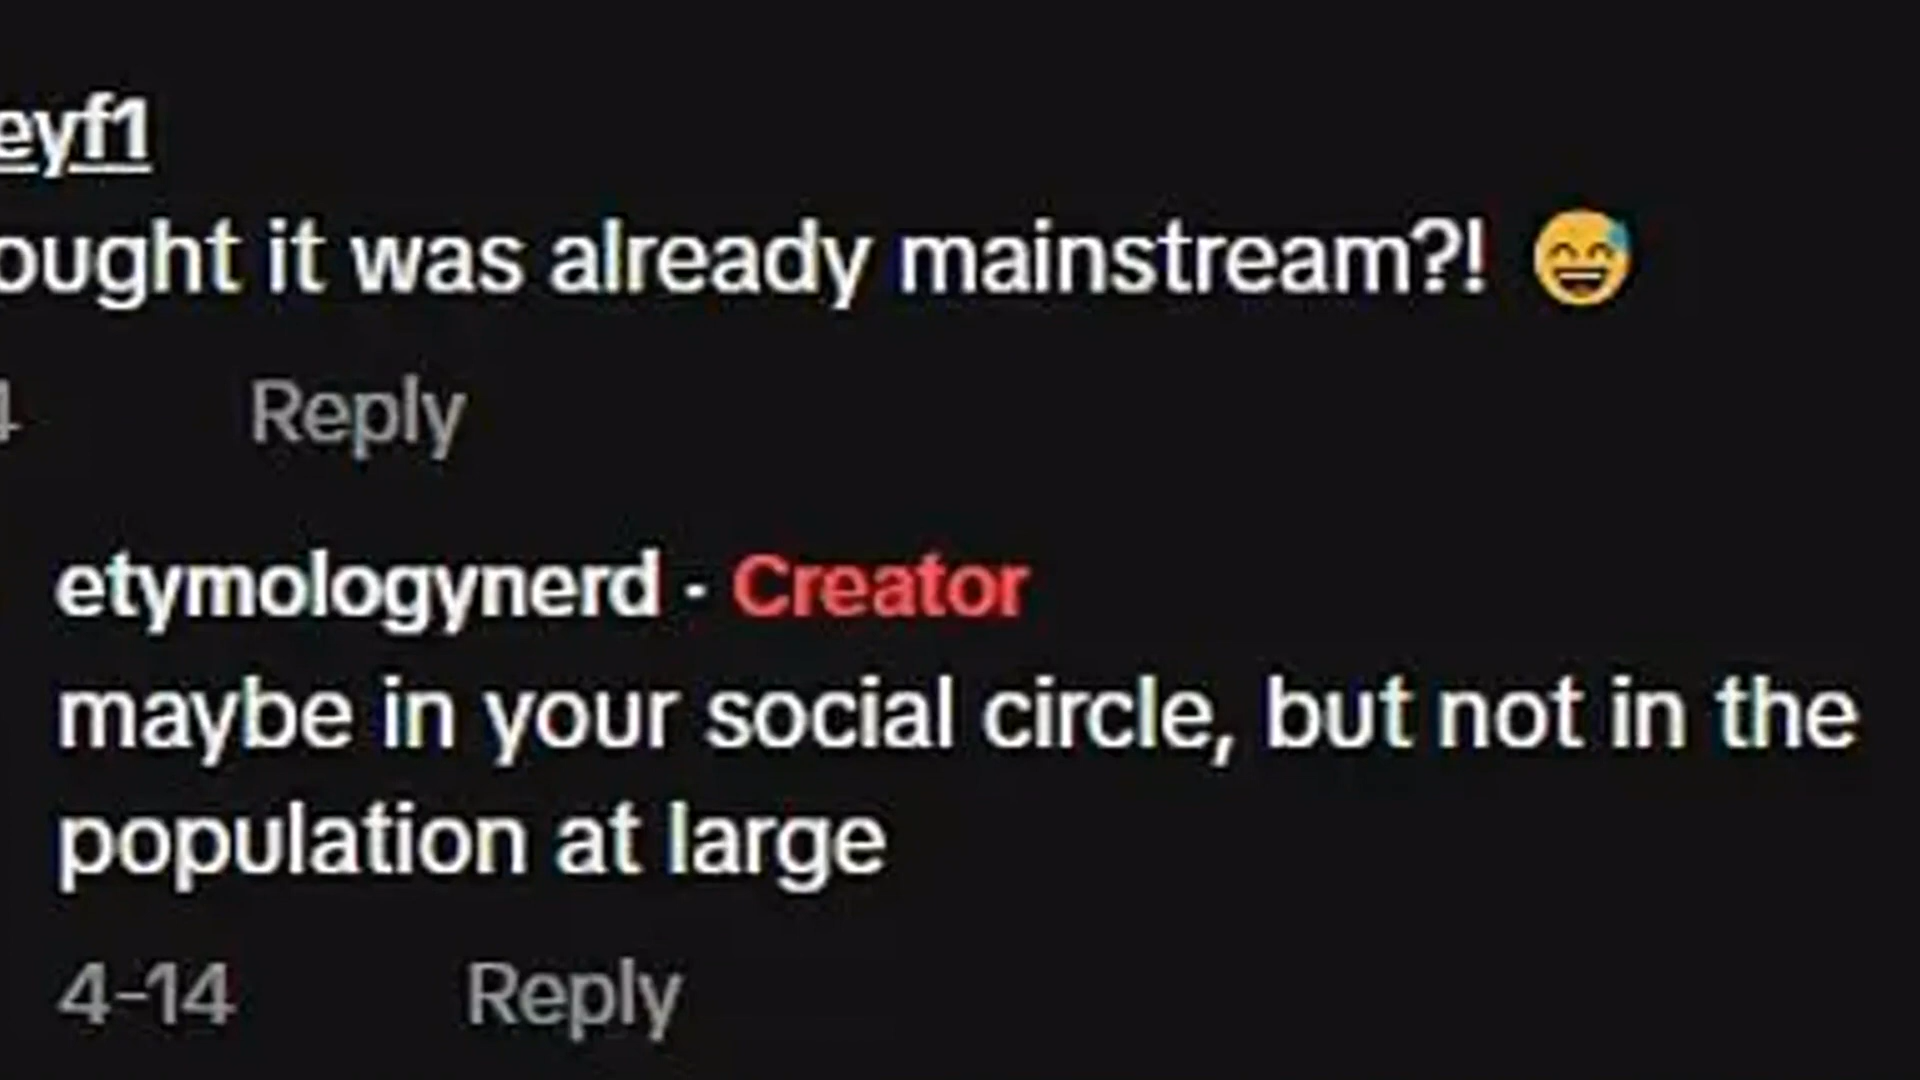 eyf1
ought it was already mainstream?! 😅
4 Reply
etymologynerd · Creator
maybe in your social circle, but not in the
population at large
4-14 Reply